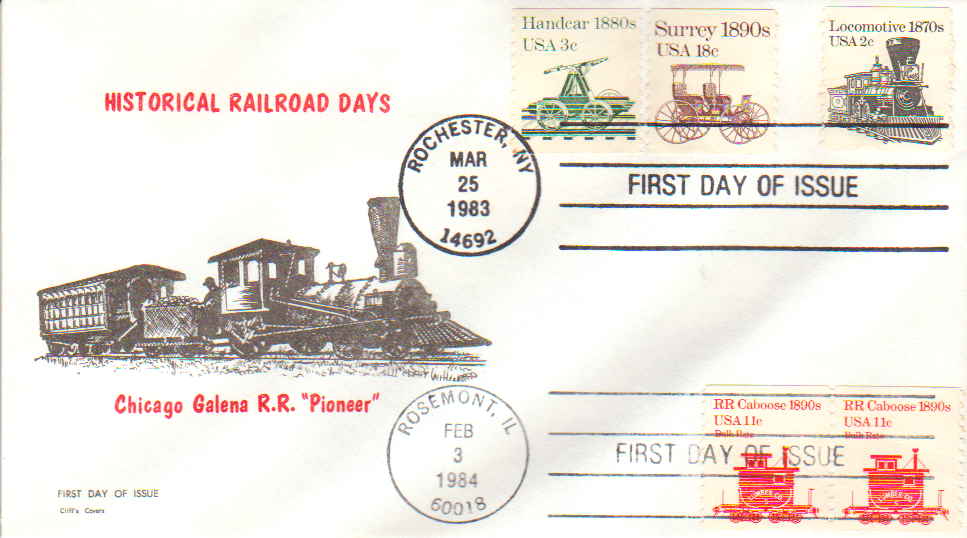 Handcar 1880s
USA 3c
Surrey 1890s
USA 18c
Locomotive 1870s
USA 2c
HISTORICAL RAILROAD DAYS
ROCHESTER, NY
MAR
25
1983
14692
FIRST DAY OF ISSUE
Chicago Galena R.R. "Pioneer"
ROSEMONT, IL
FEB
3
1984
60018
FIRST DAY OF ISSUE
RR Caboose 1890s
USA 11c
Bulk Rate
RR Caboose 1890s
USA 11c
Bulk Rate
FIRST DAY OF ISSUE
Cliff's Covers